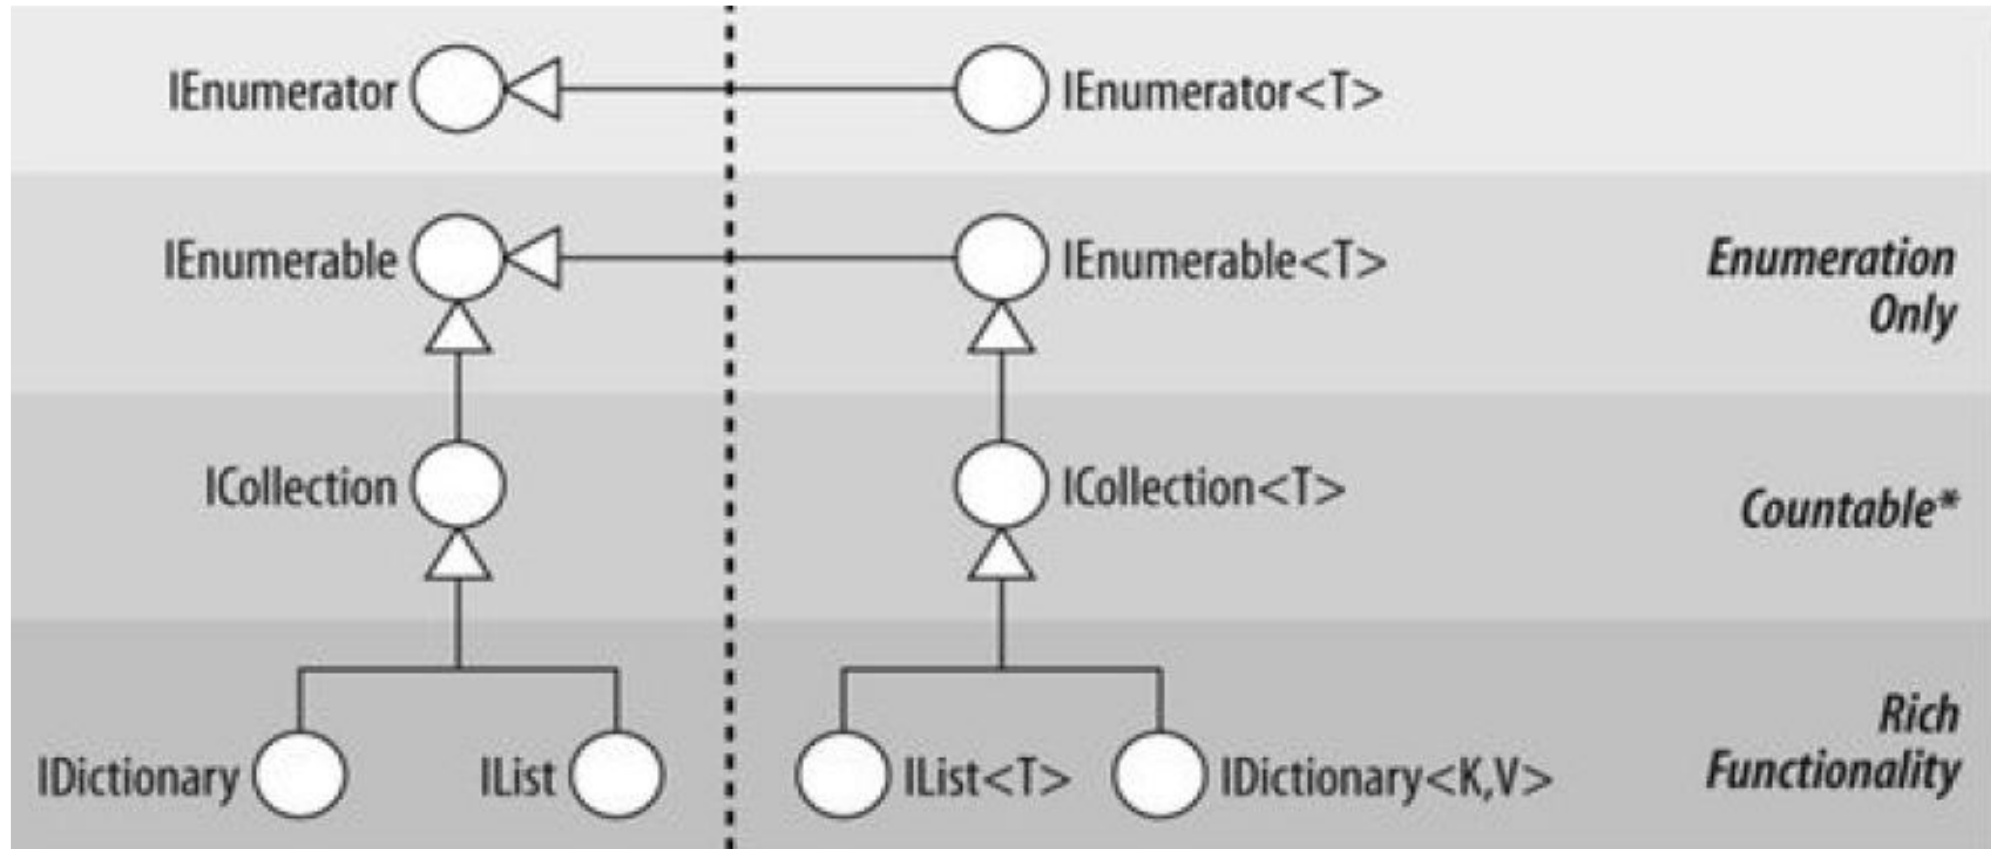 IEnumerator
IEnumerator<T>
IEnumerable
IEnumerable<T>
Enumeration
Only
ICollection
ICollection<T>
Countable*
IDictionary
IList
IList<T>
IDictionary<K,V>
Rich
Functionality